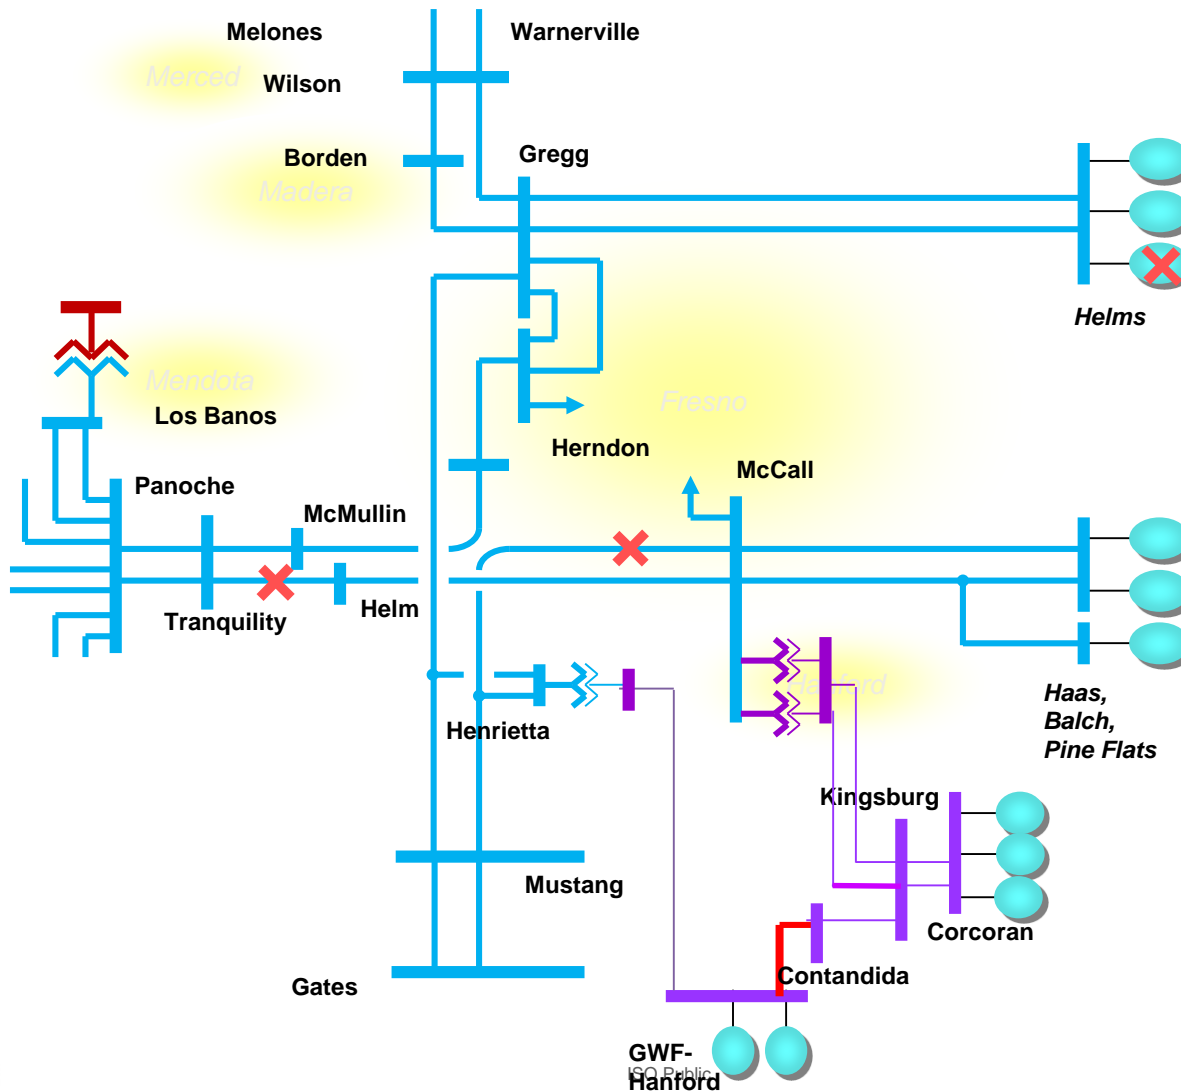 Melones
Warnerville
Merced
Wilson
Borden
Gregg
Madera
Helms
Mendota
Los Banos
Fresno
Herndon
McCall
Panoche
McMullin
Tranquility
Helm
Hanford
Henrietta
Haas,
Balch,
Pine Flats
Kingsburg
Mustang
Corcoran
Contandida
Gates
GWF-
Hanford
ISO Public